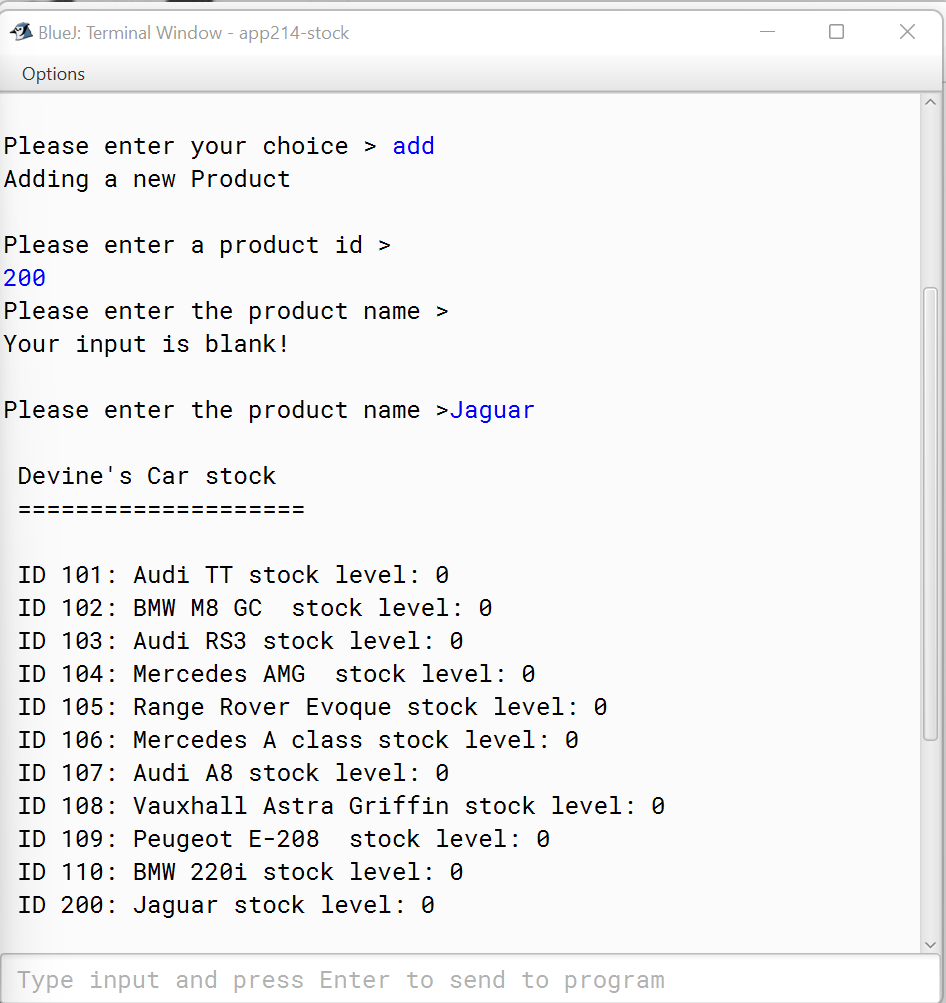 BlueJ: Terminal Window - app214-stock
Options
Please enter your choice > add
Adding a new Product
Please enter a product id >
200
Please enter the product name >
Your input is blank!
Please enter the product name >Jaguar
Devine's Car stock
====================
ID 101: Audi TT stock level: 0
ID 102: BMW M8 GC  stock level: 0
ID 103: Audi RS3 stock level: 0
ID 104: Mercedes AMG  stock level: 0
ID 105: Range Rover Evoque stock level: 0
ID 106: Mercedes A class stock level: 0
ID 107: Audi A8 stock level: 0
ID 108: Vauxhall Astra Griffin stock level: 0
ID 109: Peugeot E-208  stock level: 0
ID 110: BMW 220i stock level: 0
ID 200: Jaguar stock level: 0
Type input and press Enter to send to program